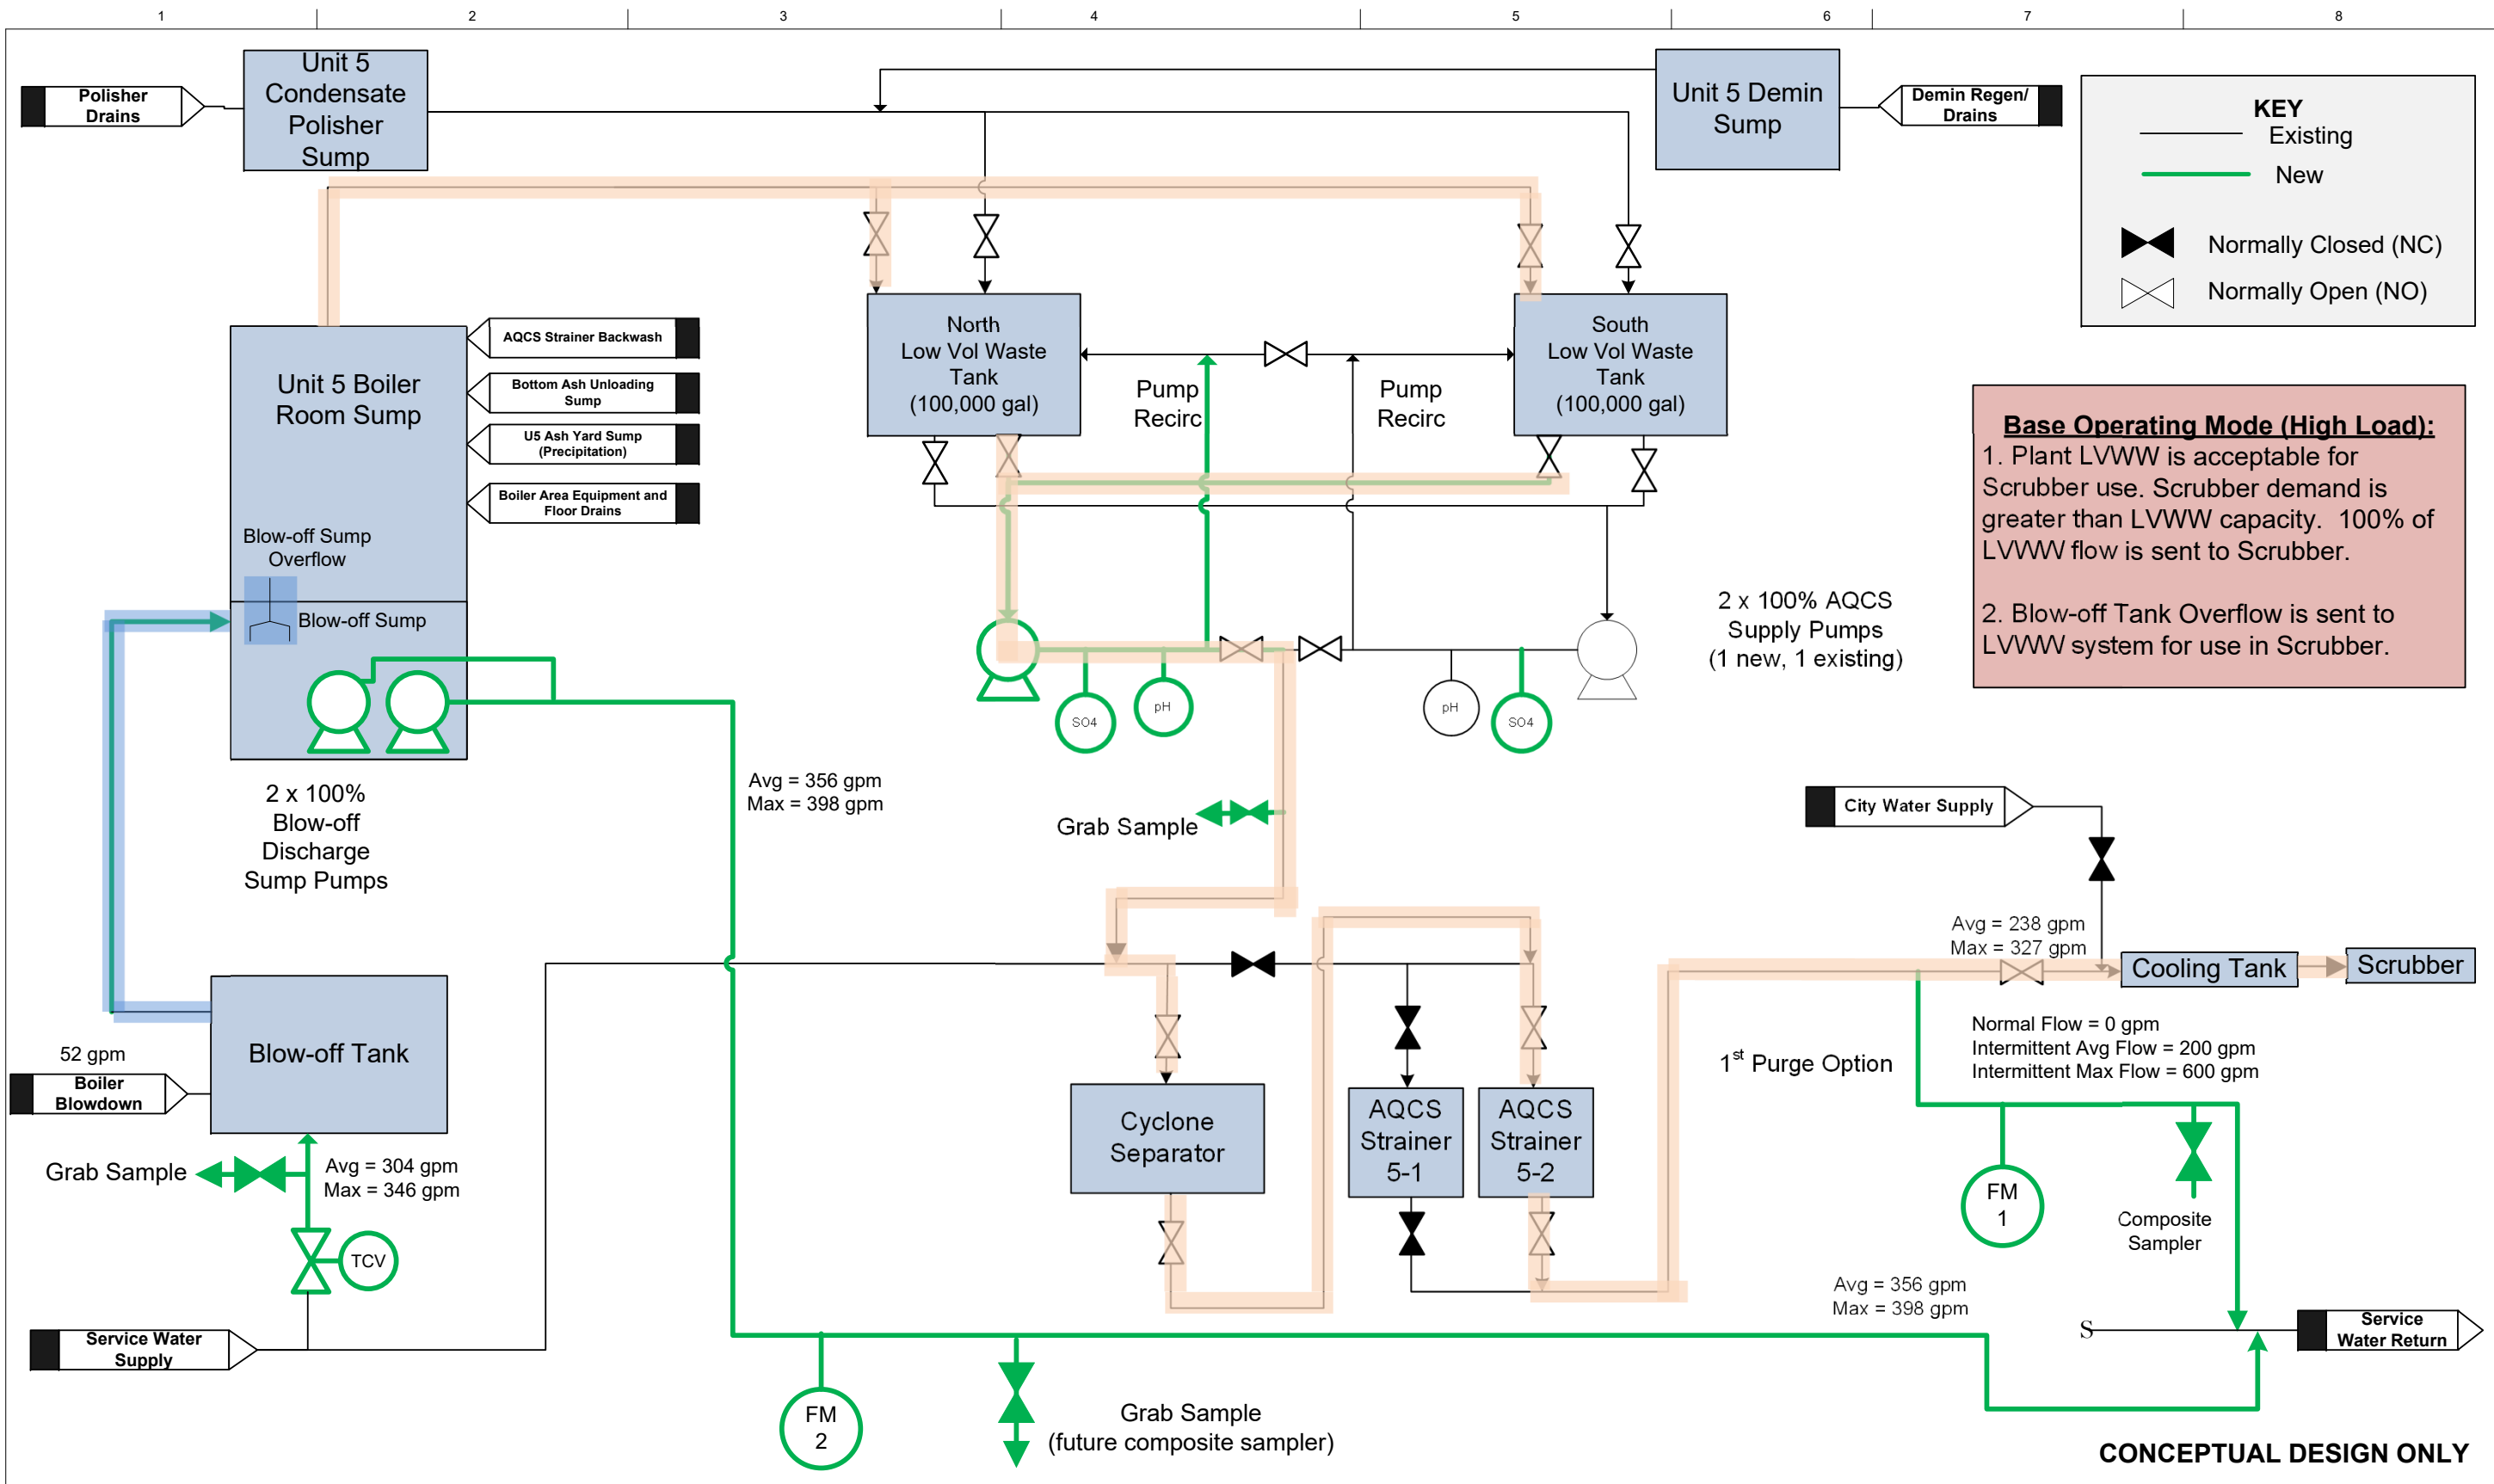 1 2 3 4 5 6 7 8
Unit 5
Condensate
Polisher
Sump
Polisher
Drains
Unit 5 Demin
Sump
Demin Regen/
Drains
KEY
Existing
New
Normally Closed (NC)
Normally Open (NO)
AQCS Strainer Backwash
Bottom Ash Unloading
Sump
U5 Ash Yard Sump
(Precipitation)
Boiler Area Equipment and
Floor Drains
Unit 5 Boiler
Room Sump
Blow-off Sump
Overflow
Blow-off Sump
2 x 100%
Blow-off
Discharge
Sump Pumps
North
Low Vol Waste
Tank
(100,000 gal)
South
Low Vol Waste
Tank
(100,000 gal)
Pump
Recirc
Pump
Recirc
Base Operating Mode (High Load):
1. Plant LVWW is acceptable for
Scrubber use. Scrubber demand is
greater than LVWW capacity. 100% of
LVWW flow is sent to Scrubber.
2. Blow-off Tank Overflow is sent to
LVWW system for use in Scrubber.
2 x 100% AQCS
Supply Pumps
(1 new, 1 existing)
SO4
pH
pH
SO4
Avg = 356 gpm
Max = 398 gpm
Grab Sample
City Water Supply
Avg = 238 gpm
Max = 327 gpm
Cooling Tank
Scrubber
Normal Flow = 0 gpm
Intermittent Avg Flow = 200 gpm
Intermittent Max Flow = 600 gpm
1st Purge Option
Blow-off Tank
52 gpm
Boiler
Blowdown
Grab Sample
Avg = 304 gpm
Max = 346 gpm
TCV
Service Water
Supply
Cyclone
Separator
AQCS
Strainer
5-1
AQCS
Strainer
5-2
FM
1
Composite
Sampler
Avg = 356 gpm
Max = 398 gpm
S
Service
Water Return
FM
2
Grab Sample
(future composite sampler)
CONCEPTUAL DESIGN ONLY